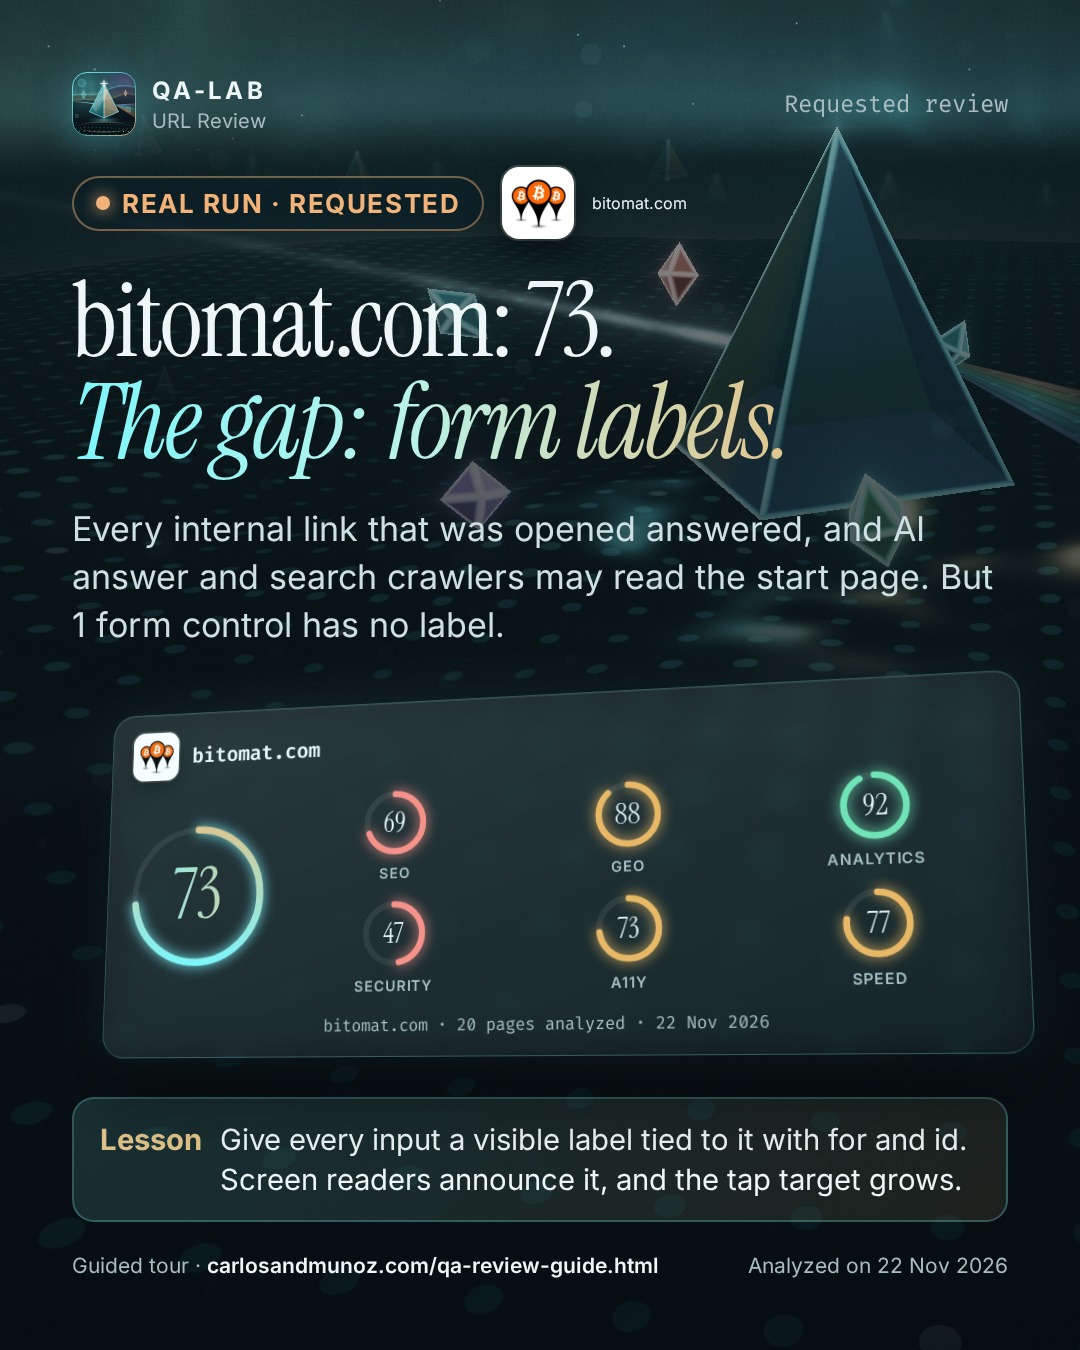 QA-LAB
URL Review
Requested review
REAL RUN · REQUESTED
bitomat.com
bitomat.com: 73.
The gap: form labels.
Every internal link that was opened answered, and AI
answer and search crawlers may read the start page. But
1 form control has no label.
bitomat.com
73
69
SEO
88
GEO
92
ANALYTICS
47
SECURITY
73
A11Y
77
SPEED
bitomat.com · 20 pages analyzed · 22 Nov 2026
Lesson Give every input a visible label tied to it with for and id.
Screen readers announce it, and the tap target grows.
Guided tour · carlosandmunoz.com/qa-review-guide.html
Analyzed on 22 Nov 2026